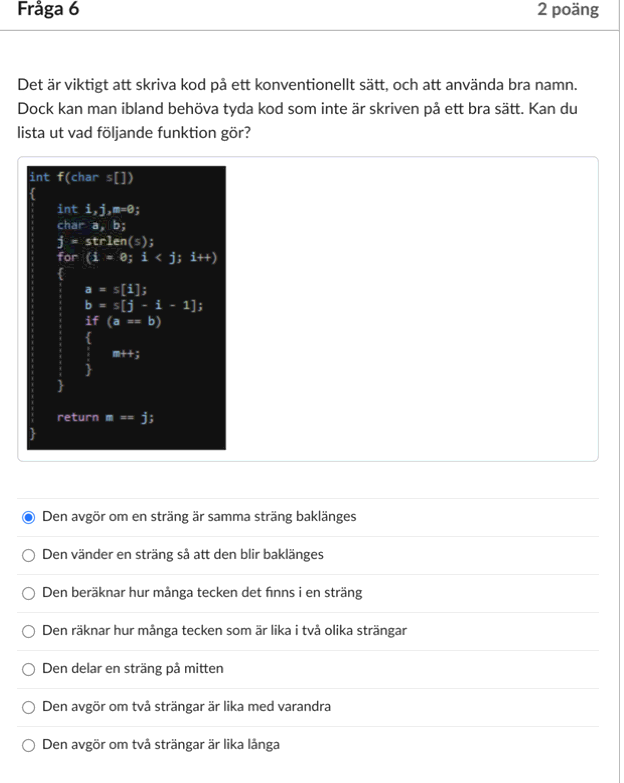 Fråga 6
2 poäng
Det är viktigt att skriva kod på ett konventionellt sätt, och att använda bra namn.
Dock kan man ibland behöva tyda kod som inte är skriven på ett bra sätt. Kan du
lista ut vad följande funktion gör?
int f(char s[])
{
int i,j,m=0;
char a, b;
j = strlen(s);
for (i = 0; i < j; i++)
{
a = s[i];
b = s[j - i - 1];
if (a == b)
{
m++;
}
}
return m == j;
}
Den avgör om en sträng är samma sträng baklänges
Den vänder en sträng så att den blir baklänges
Den beräknar hur många tecken det finns i en sträng
Den räknar hur många tecken som är lika i två olika strängar
Den delar en sträng på mitten
Den avgör om två strängar är lika med varandra
Den avgör om två strängar är lika långa